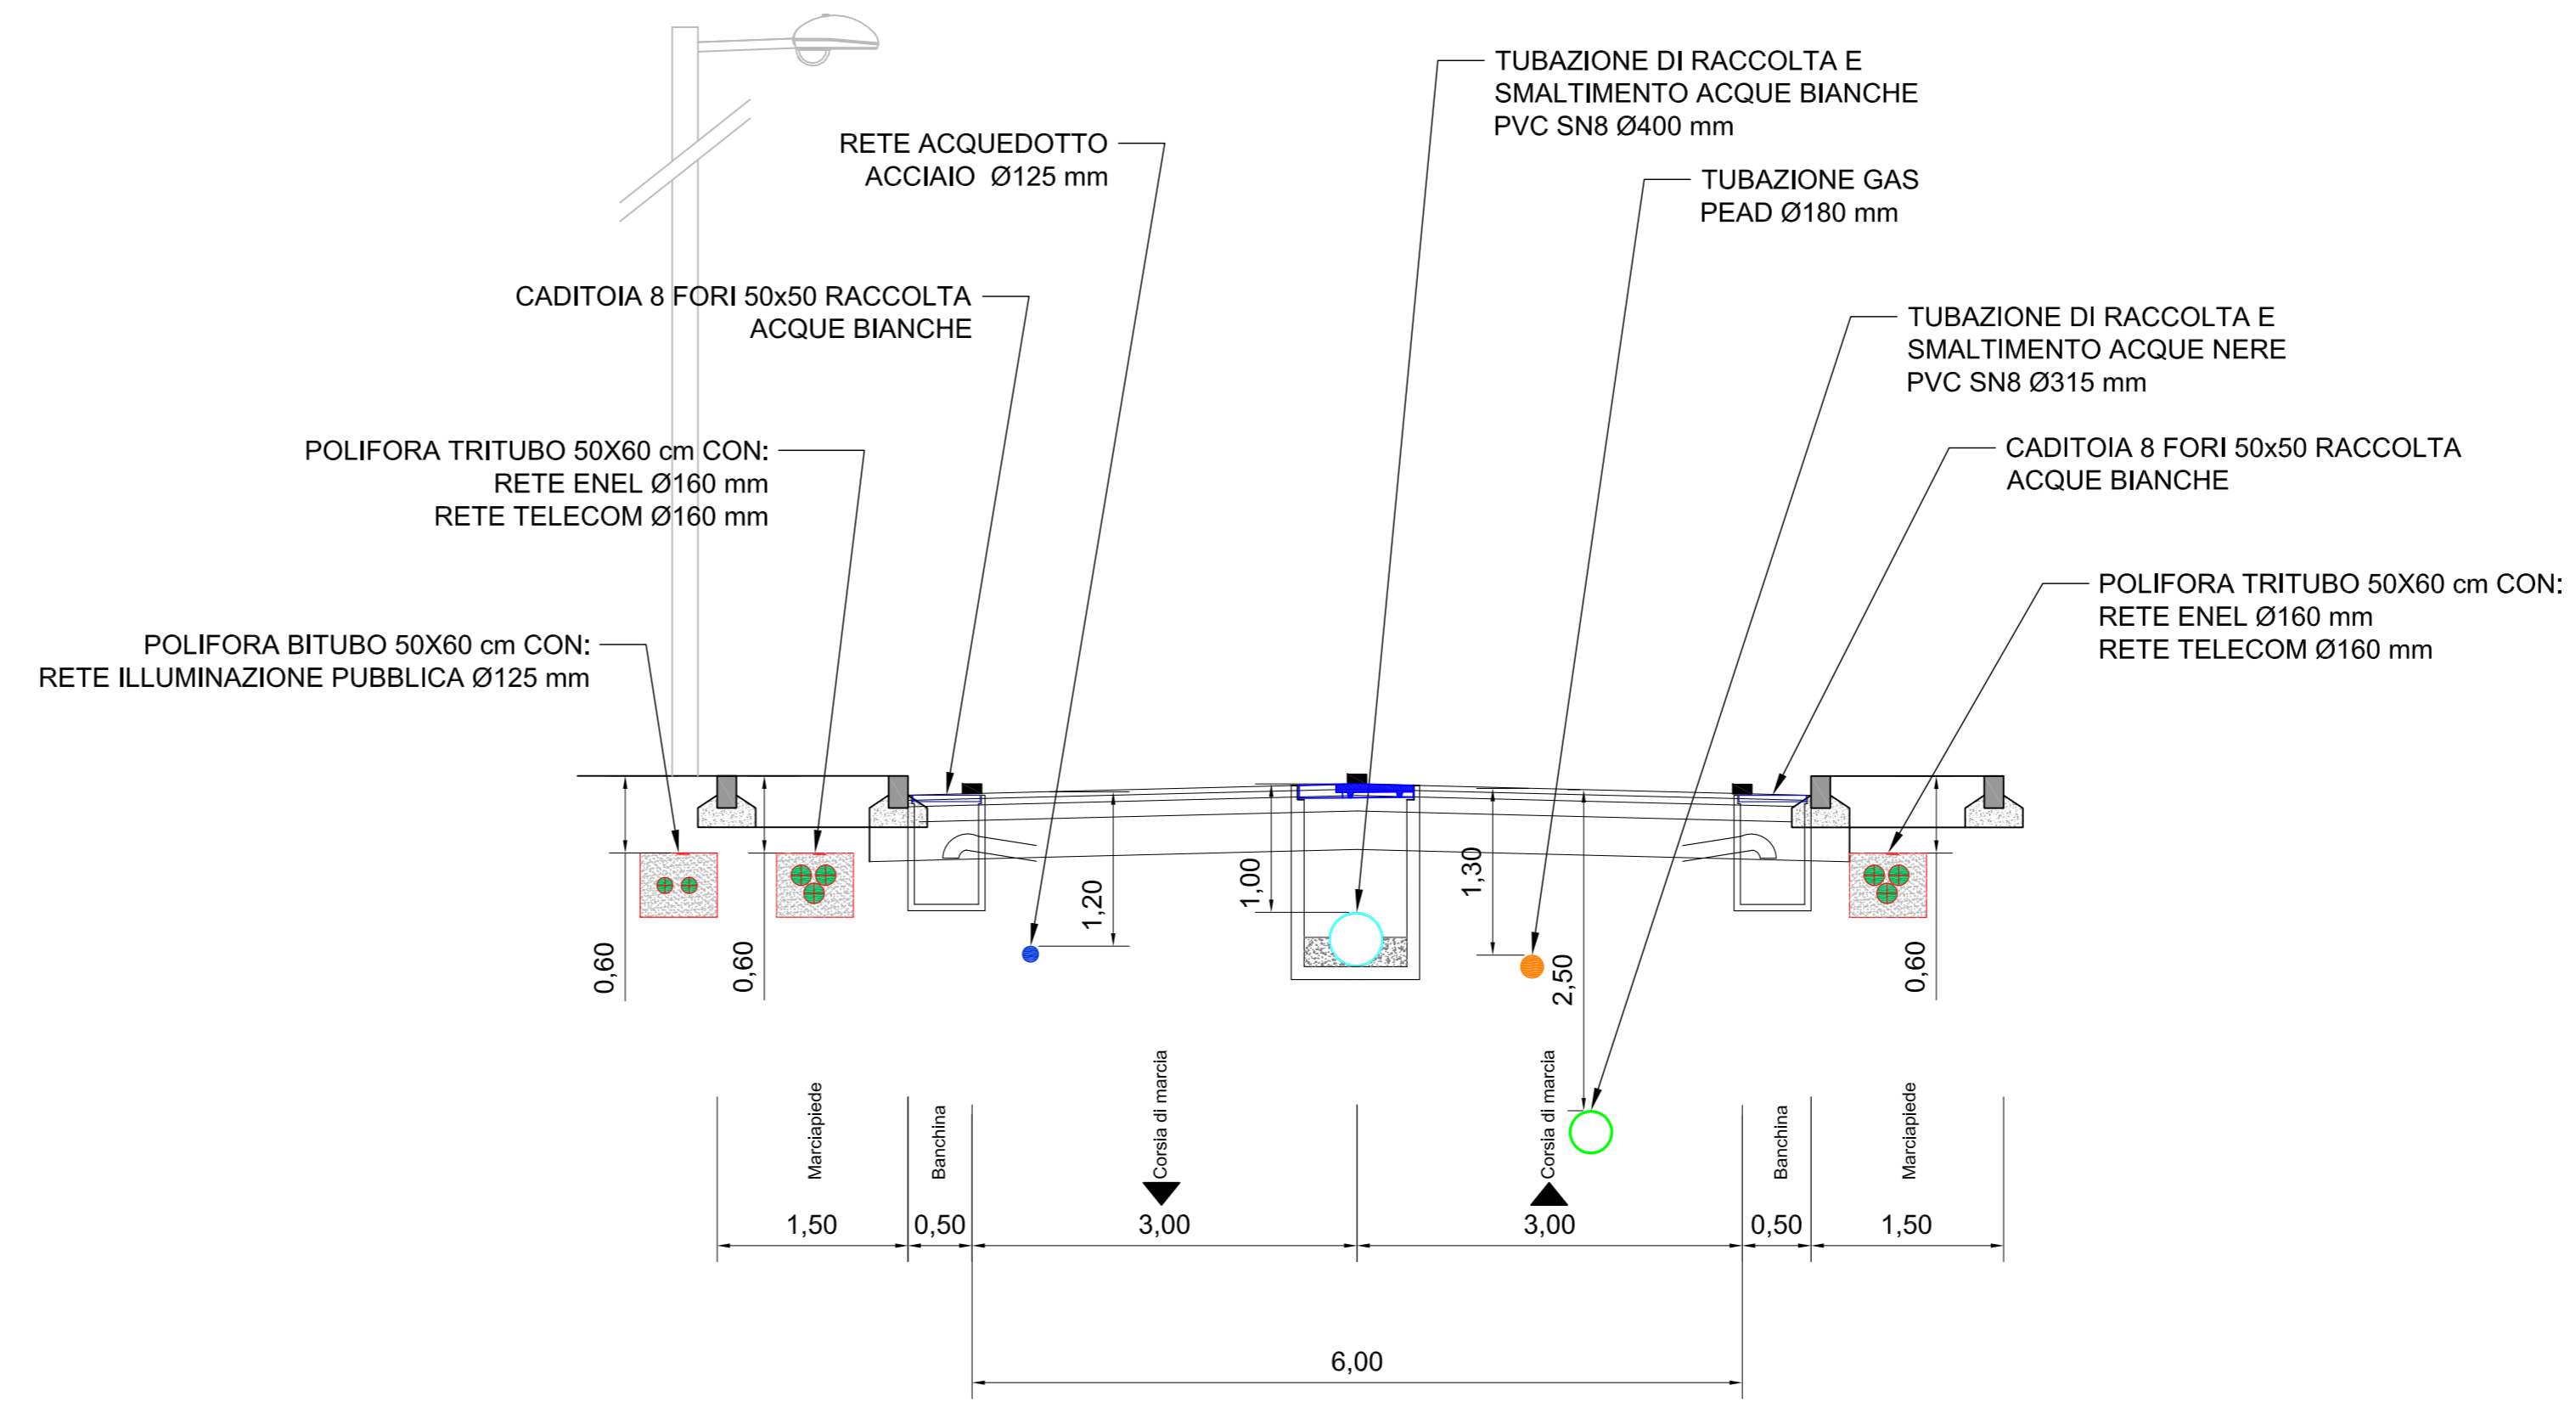 TUBAZIONE DI RACCOLTA E
SMALTIMENTO ACQUE BIANCHE
PVC SN8 Ø400 mm
RETE ACQUEDOTTO
ACCIAIO  Ø125 mm
TUBAZIONE GAS
PEAD Ø180 mm
CADITOIA 8 FORI 50x50 RACCOLTA
ACQUE BIANCHE
TUBAZIONE DI RACCOLTA E
SMALTIMENTO ACQUE NERE
PVC SN8 Ø315 mm
POLIFORA TRITUBO 50X60 cm CON:
RETE ENEL Ø160 mm
RETE TELECOM Ø160 mm
CADITOIA 8 FORI 50x50 RACCOLTA
ACQUE BIANCHE
POLIFORA TRITUBO 50X60 cm CON:
RETE ENEL Ø160 mm
RETE TELECOM Ø160 mm
POLIFORA BITUBO 50X60 cm CON:
RETE ILLUMINAZIONE PUBBLICA Ø125 mm
0,60
0,60
1,20
1,00
1,30
2,50
0,60
Marciapiede
Banchina
Corsia di marcia
Corsia di marcia
Banchina
Marciapiede
1,50
0,50
3,00
3,00
0,50
1,50
6,00